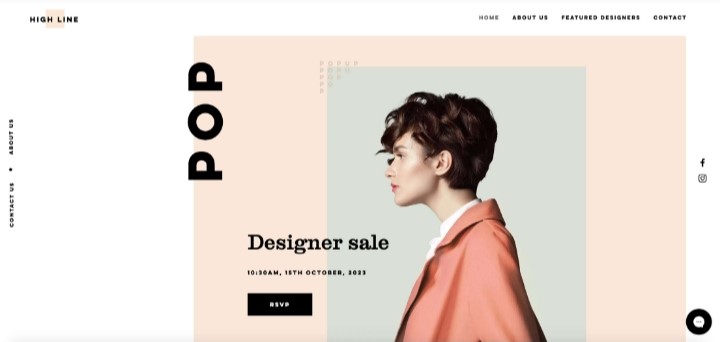 HIGH LINE
HOME ABOUT US FEATURED DESIGNERS CONTACT
POP
P O P U P
P O P U
P O P
P O
P
ABOUT US
CONTACT US
Designer sale
10:30AM, 15TH OCTOBER, 2023
RSVP